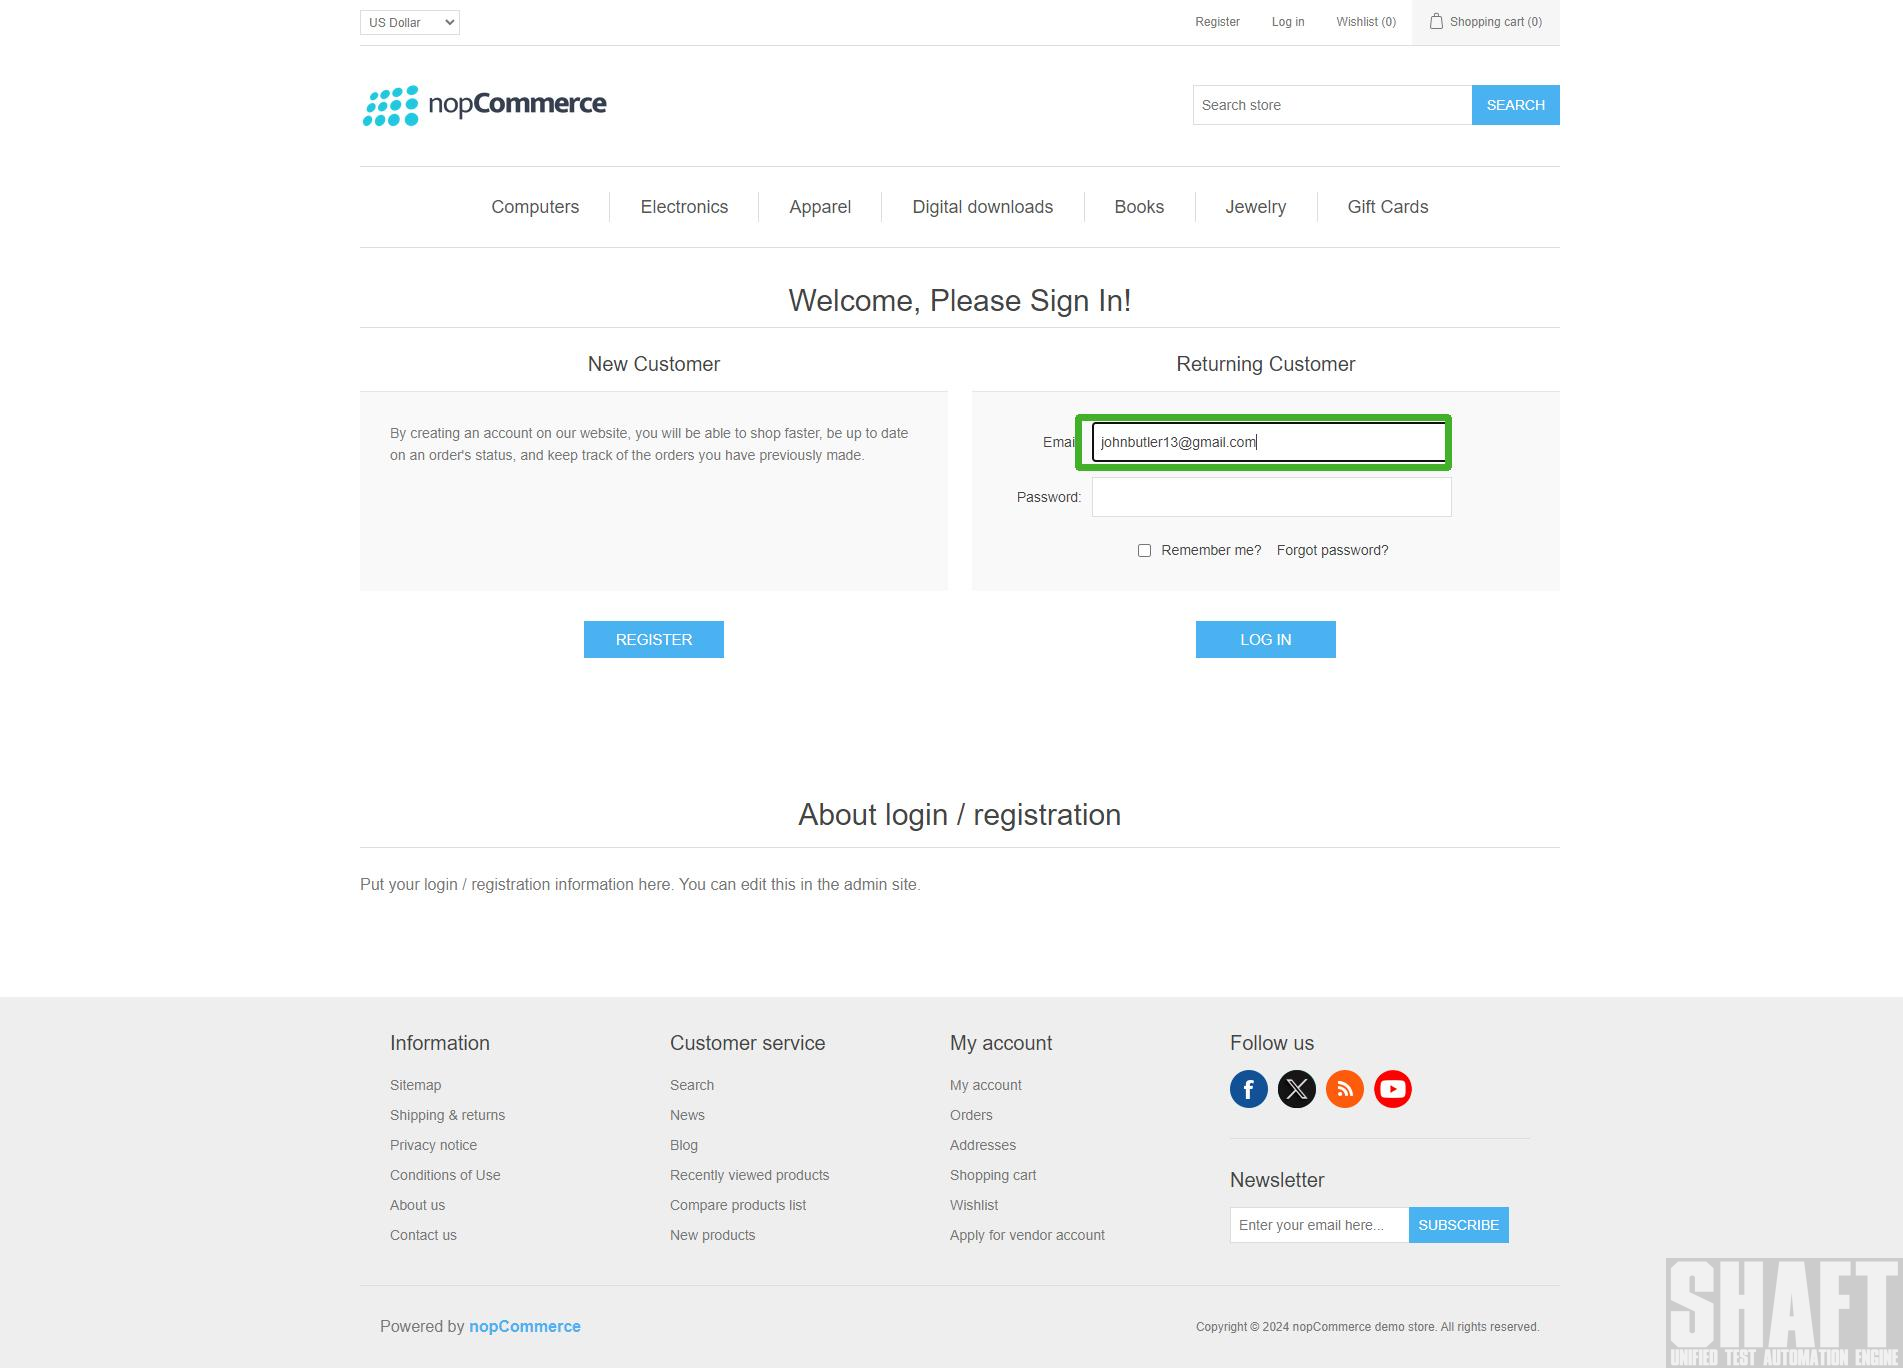 US Dollar
Register
Log in
Wishlist (0)
Shopping cart (0)
nopCommerce
Search store
SEARCH
Computers
Electronics
Apparel
Digital downloads
Books
Jewelry
Gift Cards
Welcome, Please Sign In!
New Customer
By creating an account on our website, you will be able to shop faster, be up to date
on an order's status, and keep track of the orders you have previously made.
REGISTER
Returning Customer
Emai
johnbutler13@gmail.com
Password:
Remember me?
Forgot password?
LOG IN
About login / registration
Put your login / registration information here. You can edit this in the admin site.
Information
Sitemap
Shipping & returns
Privacy notice
Conditions of Use
About us
Contact us
Customer service
Search
News
Blog
Recently viewed products
Compare products list
New products
My account
My account
Orders
Addresses
Shopping cart
Wishlist
Apply for vendor account
Follow us
Newsletter
Enter your email here...
SUBSCRIBE
Powered by nopCommerce
Copyright © 2024 nopCommerce demo store. All rights reserved.
SHAFT
UNIFIED TEST AUTOMATION ENGINE